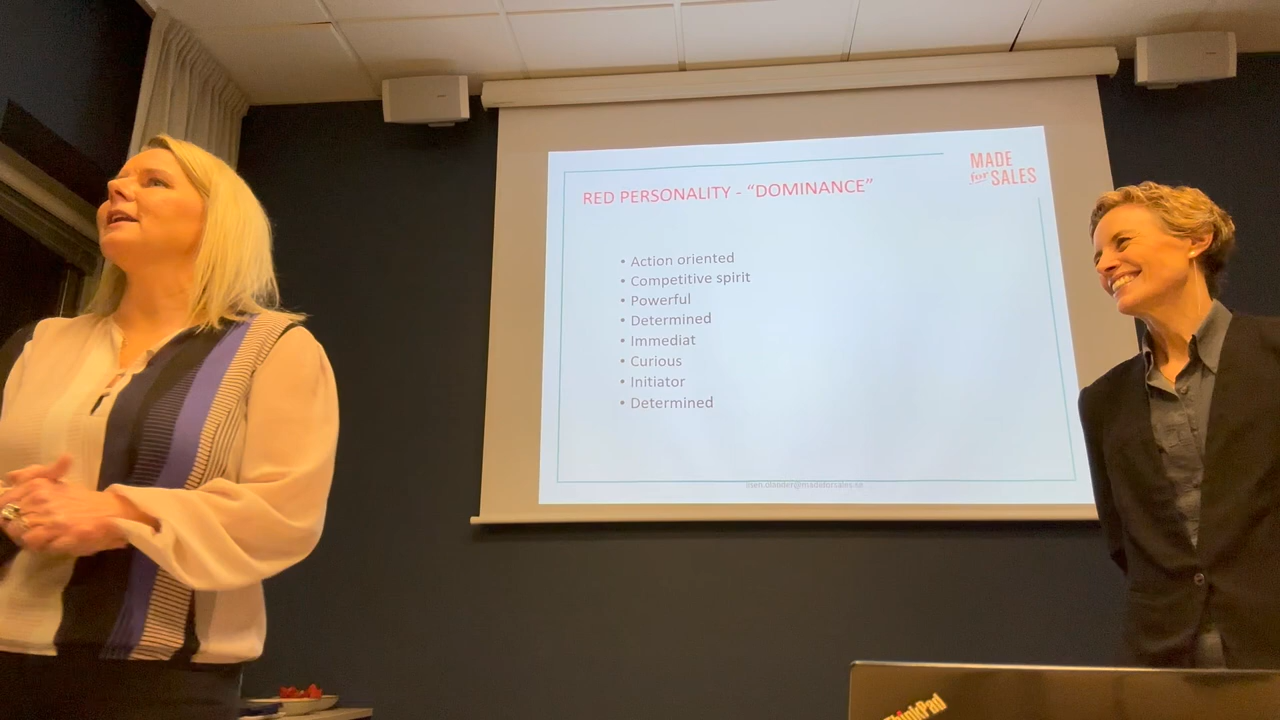 MADE
for SALES
RED PERSONALITY - “DOMINANCE”
• Action oriented
• Competitive spirit
• Powerful
• Determined
• Immediat
• Curious
• Initiator
• Determined
ThinkPad